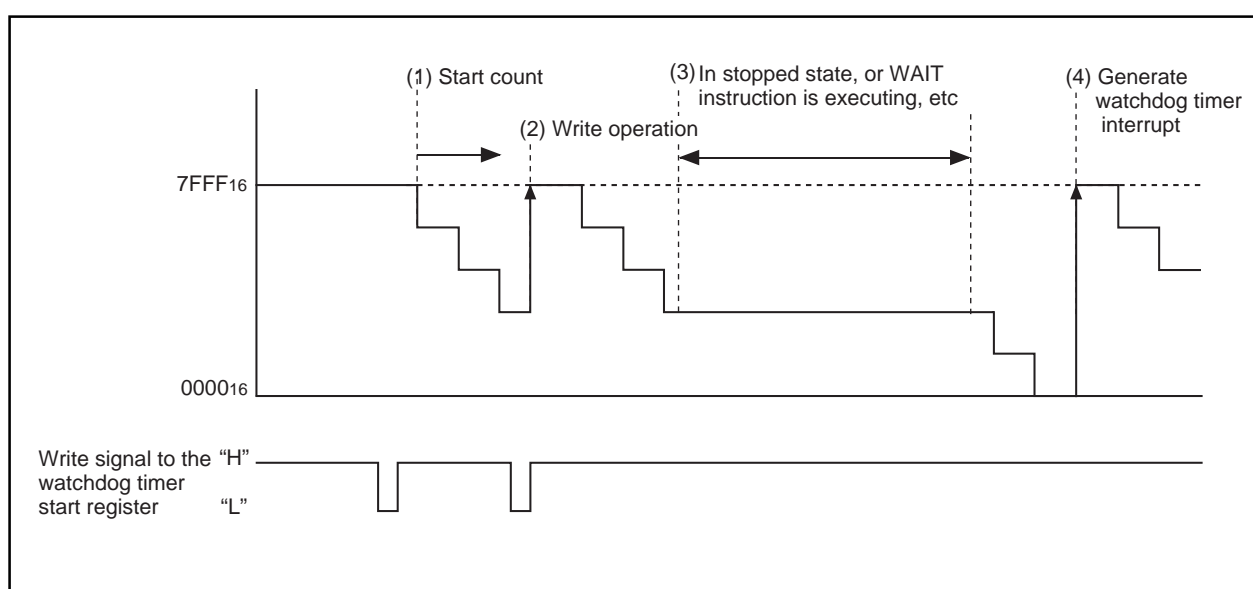 (1) Start count
(2) Write operation
(3) In stopped state, or WAIT
instruction is executing, etc
(4) Generate
watchdog timer
interrupt
7FFF16
000016
Write signal to the “H”
watchdog timer
start register “L”